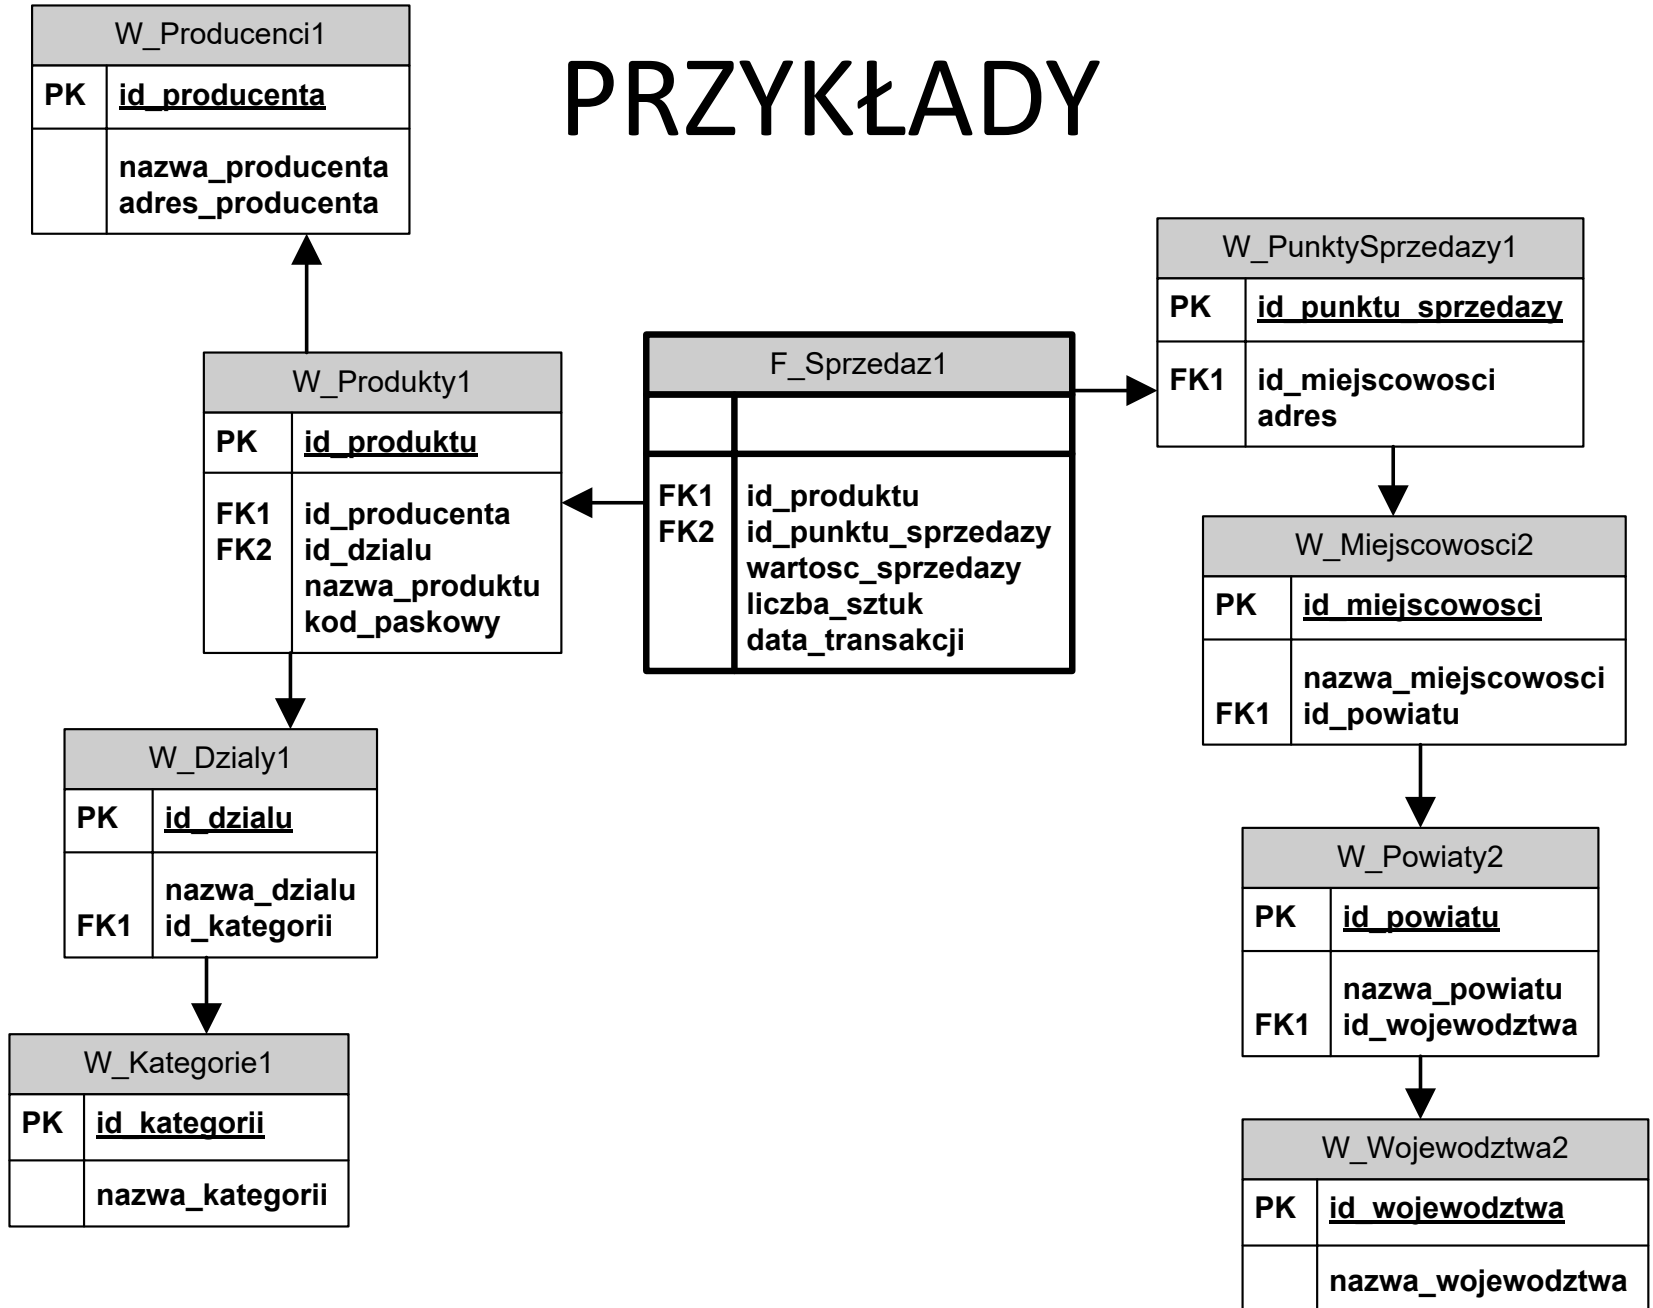 PRZYKŁADY
W_Producenci1
PK id_producenta
nazwa_producenta
adres_producenta
W_Produkty1
PK id_produktu
FK1 id_producenta
FK2 id_dzialu
nazwa_produktu
kod_paskowy
W_Dzialy1
PK id_dzialu
nazwa_dzialu
FK1 id_kategorii
W_Kategorie1
PK id_kategorii
nazwa_kategorii
F_Sprzedaz1
FK1 id_produktu
FK2 id_punktu_sprzedazy
wartosc_sprzedazy
liczba_sztuk
data_transakcji
W_PunktySprzedazy1
PK id_punktu_sprzedazy
FK1 id_miejscowosci
adres
W_Miejscowosci2
PK id_miejscowosci
nazwa_miejscowosci
FK1 id_powiatu
W_Powiaty2
PK id_powiatu
nazwa_powiatu
FK1 id_wojewodztwa
W_Wojewodztwa2
PK id_wojewodztwa
nazwa_wojewodztwa